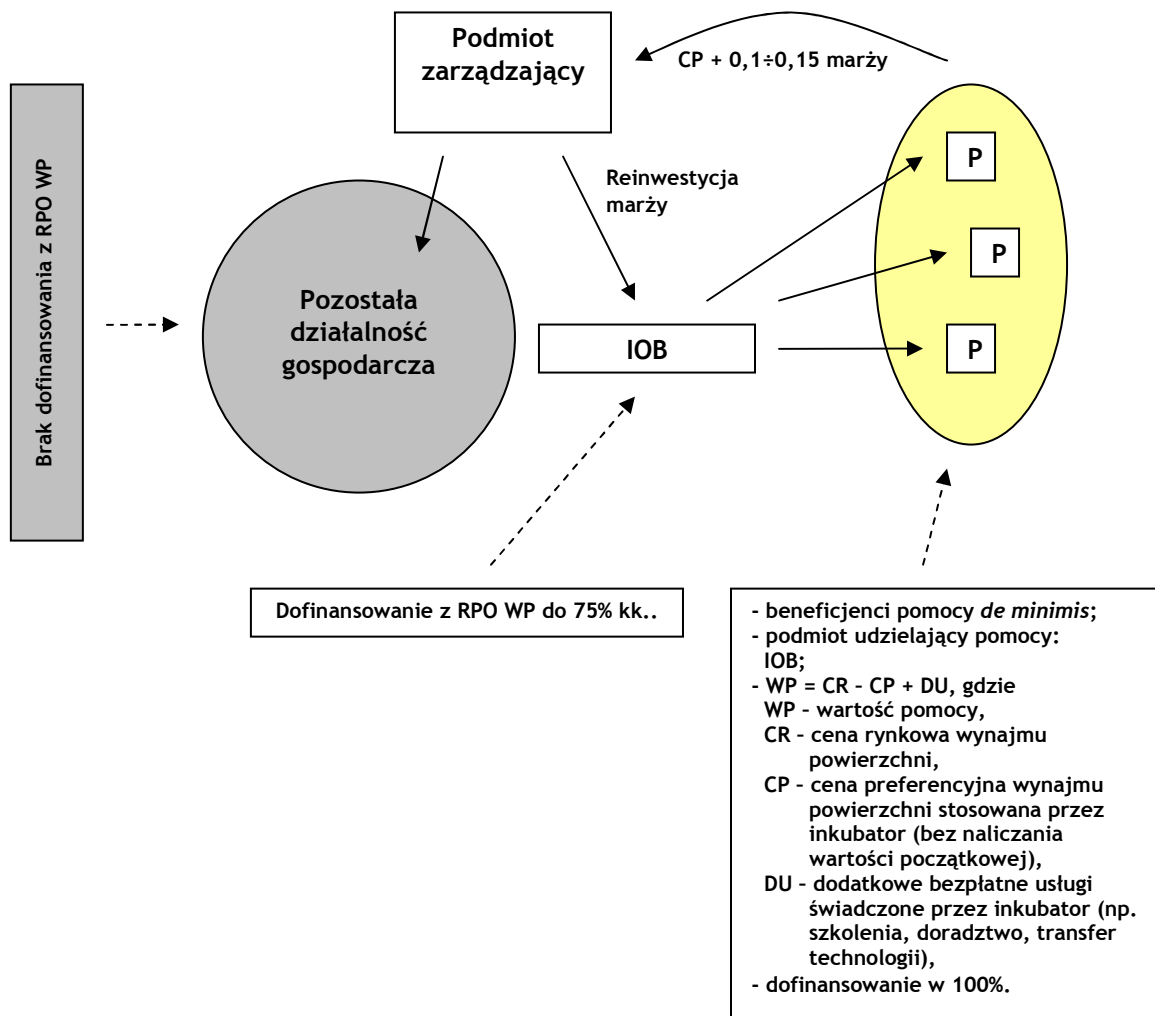 Podmiot
zarządzający
CP + 0,1÷0,15 marży
Brak dofinansowania z RPO WP
P
Reinwestycja
marży
P
Pozostała
działalność
gospodarcza
IOB
P
Dofinansowanie z RPO WP do 75% kk..
- beneficjenci pomocy de minimis;
- podmiot udzielający pomocy:
IOB;
- WP = CR – CP + DU, gdzie
WP – wartość pomocy,
CR – cena rynkowa wynajmu
powierzchni,
CP – cena preferencyjna wynajmu
powierzchni stosowana przez
inkubator (bez naliczania
wartości początkowej),
DU – dodatkowe bezpłatne usługi
świadczone przez inkubator (np.
szkolenia, doradztwo, transfer
technologii),
- dofinansowanie w 100%.